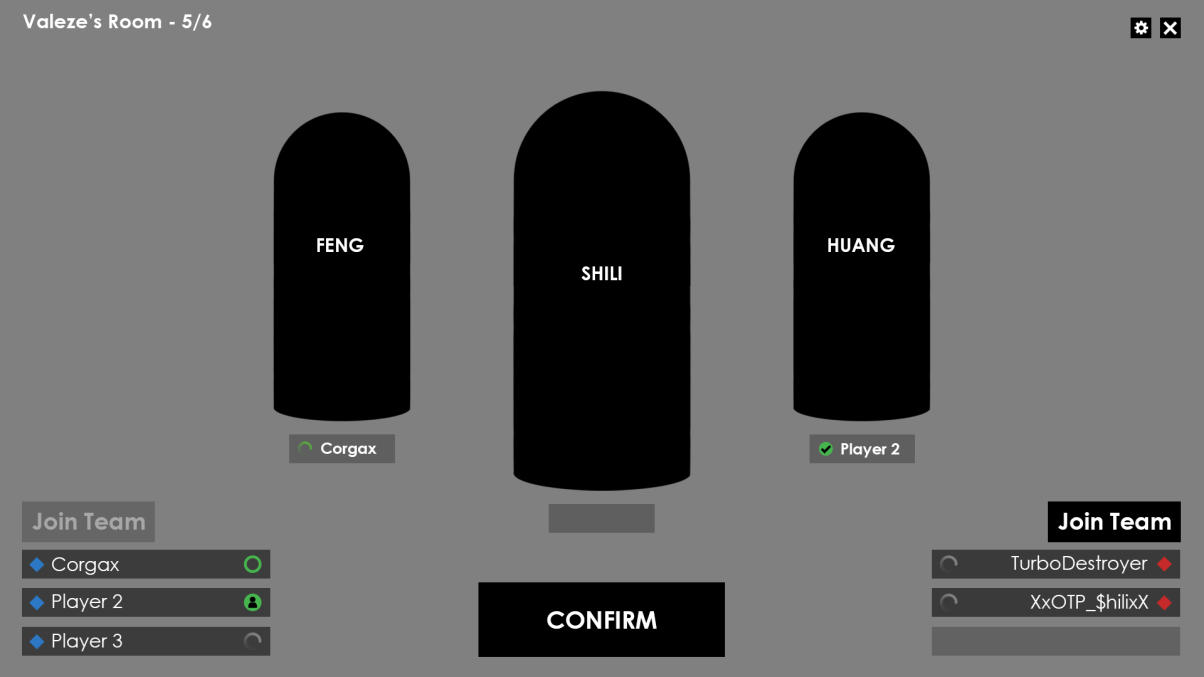 Valeze's Room - 5/6
FENG
SHILI
HUANG
Corgax
Player 2
Join Team
Corgax
Player 2
Player 3
CONFIRM
Join Team
TurboDestroyer
XxOTP_$hilixX